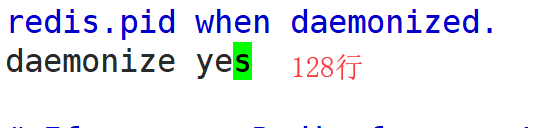 redis.pid when daemonized.
daemonize yes 128行